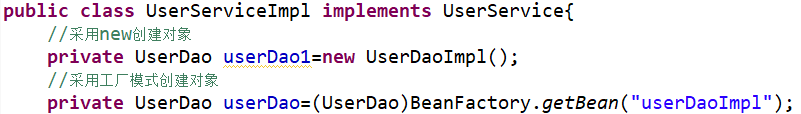 public class UserServiceImpl implements UserService{
//采用new创建对象
private UserDao userDao1=new UserDaoImpl();
//采用工厂模式创建对象
private UserDao userDao=(UserDao)BeanFactory.getBean("userDaoImpl");